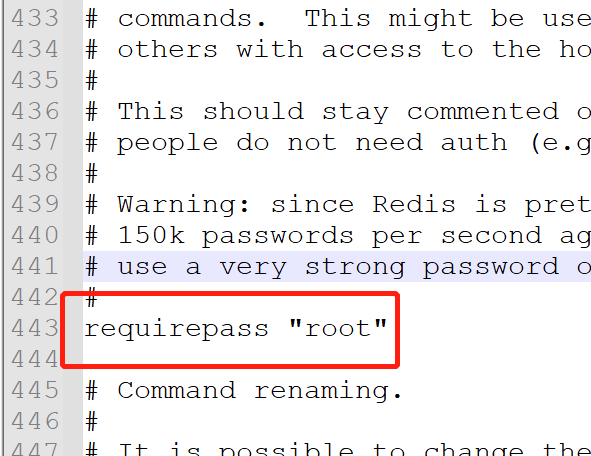 433 # commands.  This might be use
434 # others with access to the ho
435 #
436 # This should stay commented o
437 # people do not need auth (e.g
438 #
439 # Warning: since Redis is pret
440 # 150k passwords per second ag
441 # use a very strong password o
442 #
443 requirepass "root"
444
445 # Command renaming.
446 #
447 # It is possible to change the